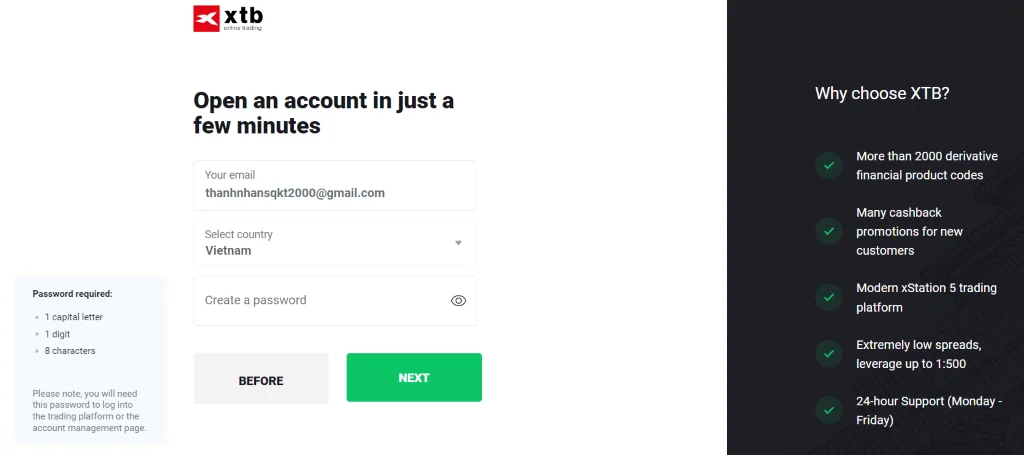 xtb
online trading
Open an account in just a
few minutes
Your email
thanhnhansqkt2000@gmail.com
Select country
Vietnam
Create a password
BEFORE
NEXT
Password required:
1 capital letter
1 digit
8 characters
Please note, you will need
this password to log into
the trading platform or the
account management page.
Why choose XTB?
More than 2000 derivative
financial product codes
Many cashback
promotions for new
customers
Modern xStation 5 trading
platform
Extremely low spreads,
leverage up to 1:500
24-hour Support (Monday -
Friday)